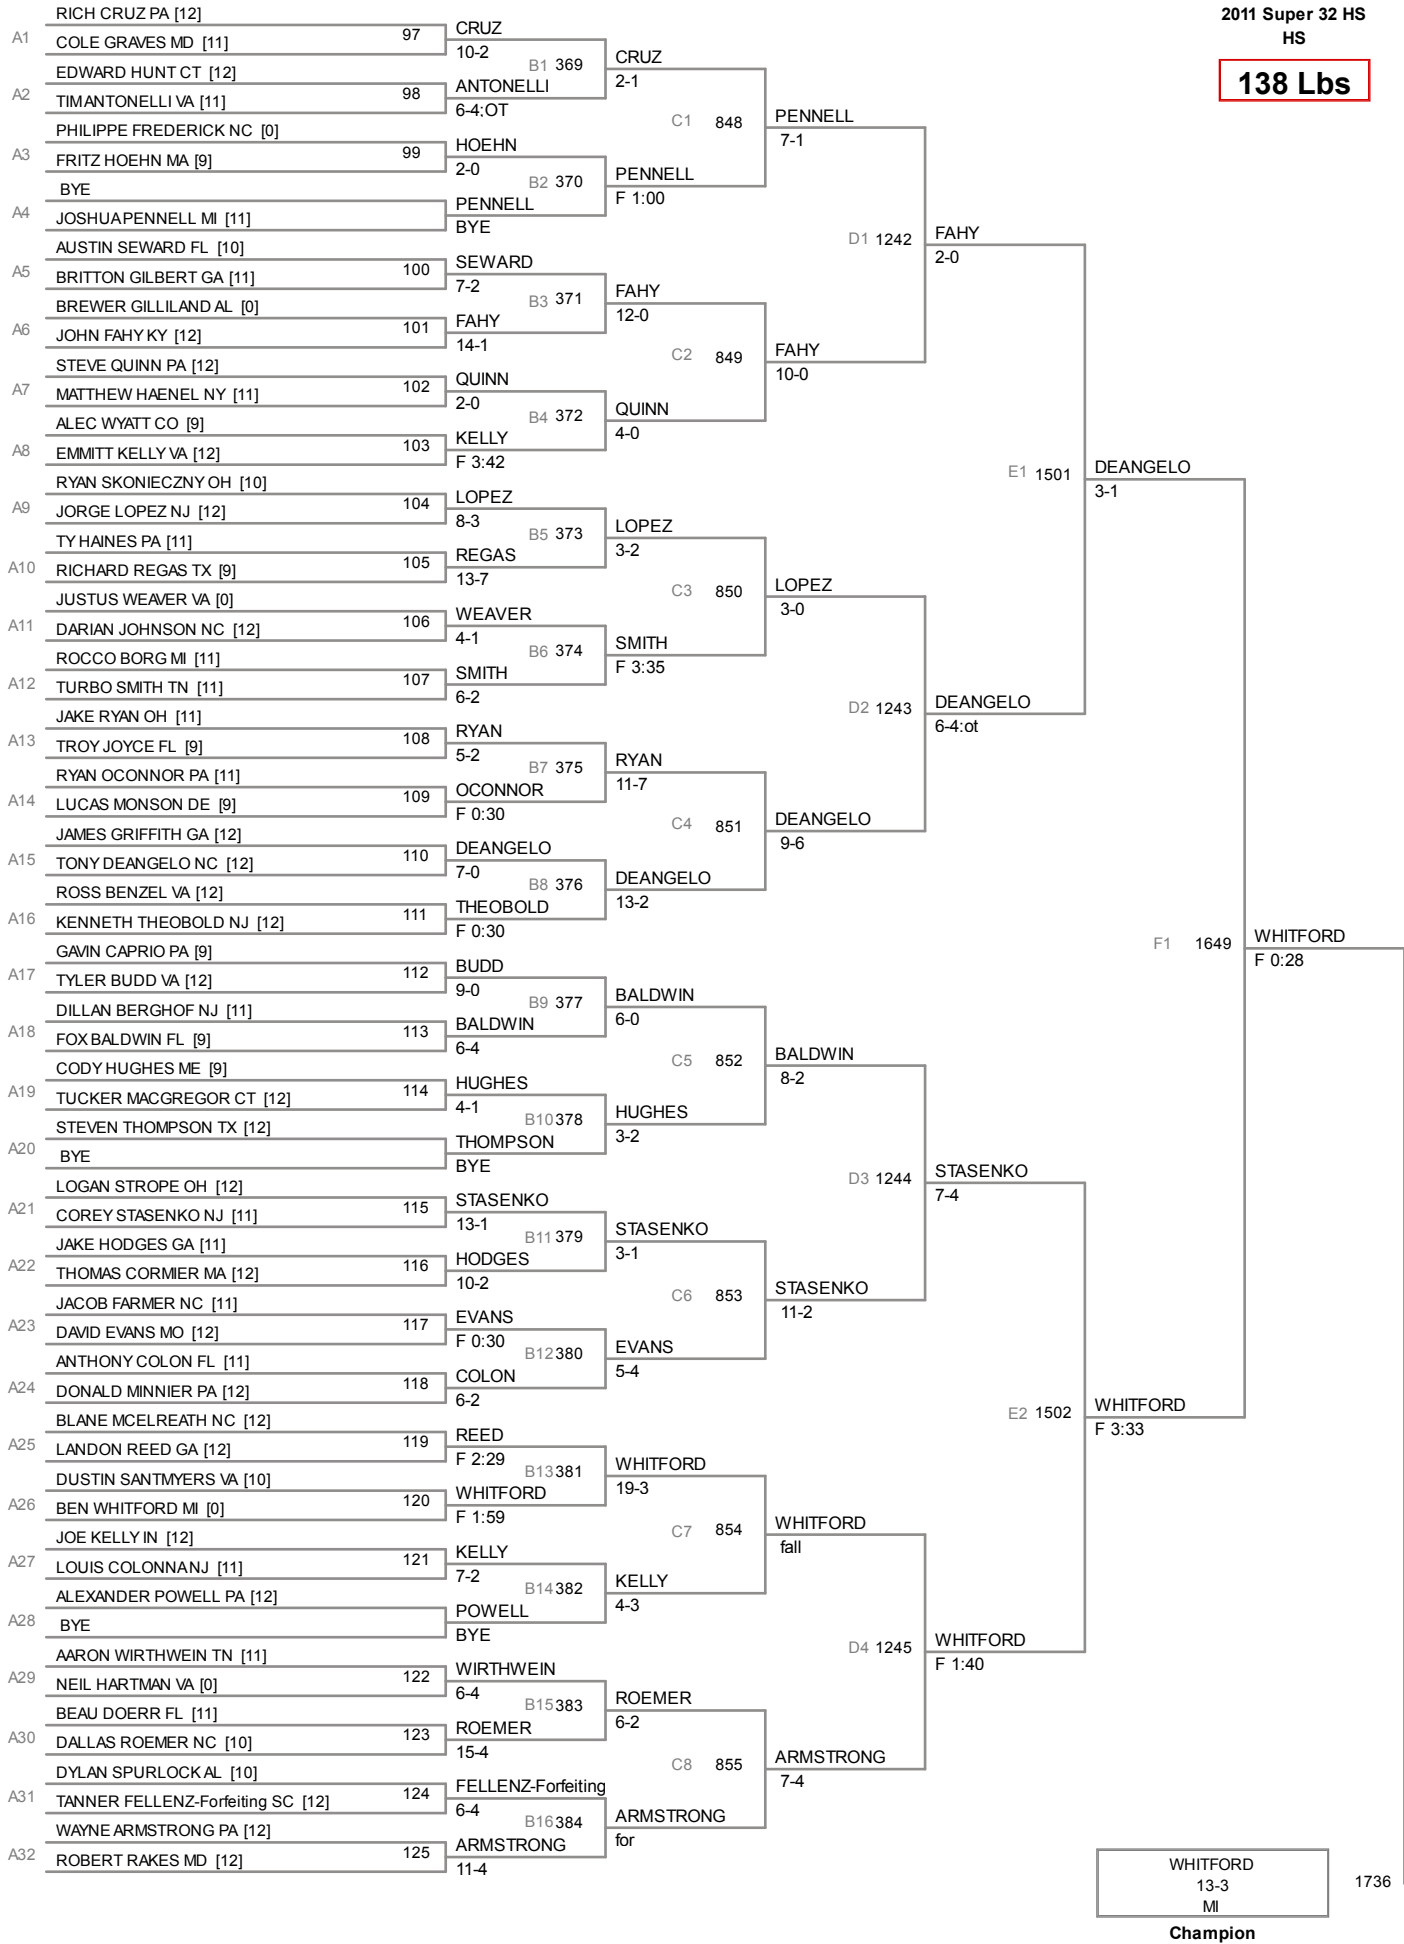 2011 Super 32 HS
HS
138 Lbs
RICH CRUZ PA [12]
A1
97
COLE GRAVES MD [11]
CRUZ
10-2
EDWARD HUNT CT [12]
A2
98
TIMANTONELLI VA [11]
ANTONELLI
6-4:OT
B1 369
CRUZ
2-1
PHILIPPE FREDERICK NC [0]
A3
99
FRITZ HOEHN MA [9]
HOEHN
2-0
BYE
A4
JOSHUAPENNELL MI [11]
PENNELL
BYE
B2 370
PENNELL
F 1:00
C1 848
PENNELL
7-1
AUSTIN SEWARD FL [10]
A5
100
BRITTON GILBERT GA [11]
SEWARD
7-2
BREWER GILLILAND AL [0]
A6
101
JOHN FAHY KY [12]
FAHY
14-1
B3 371
FAHY
12-0
STEVE QUINN PA [12]
A7
102
MATTHEW HAENEL NY [11]
QUINN
2-0
ALEC WYATT CO [9]
A8
103
EMMITT KELLY VA [12]
KELLY
F 3:42
B4 372
QUINN
4-0
C2 849
FAHY
10-0
D1 1242
FAHY
2-0
RYAN SKONIECZNY OH [10]
A9
104
JORGE LOPEZ NJ [12]
LOPEZ
8-3
TY HAINES PA [11]
A10
105
RICHARD REGAS TX [9]
REGAS
13-7
B5 373
LOPEZ
3-2
JUSTUS WEAVER VA [0]
A11
106
DARIAN JOHNSON NC [12]
WEAVER
4-1
ROCCO BORG MI [11]
A12
107
TURBO SMITH TN [11]
SMITH
6-2
B6 374
SMITH
F 3:35
C3 850
LOPEZ
3-0
JAKE RYAN OH [11]
A13
108
TROY JOYCE FL [9]
RYAN
5-2
RYAN OCONNOR PA [11]
A14
109
LUCAS MONSON DE [9]
OCONNOR
F 0:30
B7 375
RYAN
11-7
JAMES GRIFFITH GA [12]
A15
110
TONY DEANGELO NC [12]
DEANGELO
7-0
ROSS BENZEL VA [12]
A16
111
KENNETH THEOBOLD NJ [12]
THEOBOLD
F 0:30
B8 376
DEANGELO
13-2
C4 851
DEANGELO
9-6
D2 1243
DEANGELO
6-4:ot
E1 1501
DEANGELO
3-1
GAVIN CAPRIO PA [9]
A17
112
TYLER BUDD VA [12]
BUDD
9-0
DILLAN BERGHOF NJ [11]
A18
113
FOX BALDWIN FL [9]
BALDWIN
6-4
B9 377
BALDWIN
6-0
CODY HUGHES ME [9]
A19
114
TUCKER MACGREGOR CT [12]
HUGHES
4-1
STEVEN THOMPSON TX [12]
A20
BYE
THOMPSON
BYE
B10 378
HUGHES
3-2
C5 852
BALDWIN
8-2
LOGAN STROPE OH [12]
A21
115
COREY STASENKO NJ [11]
STASENKO
13-1
JAKE HODGES GA [11]
A22
116
THOMAS CORMIER MA [12]
HODGES
10-2
B11 379
STASENKO
3-1
JACOB FARMER NC [11]
A23
117
DAVID EVANS MO [12]
EVANS
F 0:30
ANTHONY COLON FL [11]
A24
118
DONALD MINNIER PA [12]
COLON
6-2
B12 380
EVANS
5-4
C6 853
STASENKO
11-2
D3 1244
STASENKO
7-4
BLANE MCELREATH NC [12]
A25
119
LANDON REED GA [12]
REED
F 2:29
DUSTIN SANTMYERS VA [10]
A26
120
BEN WHITFORD MI [0]
WHITFORD
F 1:59
B13 381
WHITFORD
19-3
JOE KELLY IN [12]
A27
121
LOUIS COLONNANJ [11]
KELLY
7-2
ALEXANDER POWELL PA [12]
A28
BYE
POWELL
BYE
B14 382
KELLY
4-3
C7 854
WHITFORD
fall
AARON WIRTHWEIN TN [11]
A29
122
NEIL HARTMAN VA [0]
WIRTHWEIN
6-4
BEAU DOERR FL [11]
A30
123
DALLAS ROEMER NC [10]
ROEMER
15-4
B15 383
ROEMER
6-2
DYLAN SPURLOCK AL [10]
A31
124
TANNER FELLENZ-Forfeiting SC [12]
FELLENZ-Forfeiting
6-4
WAYNE ARMSTRONG PA [12]
A32
125
ROBERT RAKES MD [12]
ARMSTRONG
11-4
B16 384
ARMSTRONG
for
C8 855
ARMSTRONG
7-4
D4 1245
WHITFORD
F 1:40
E2 1502
WHITFORD
F 3:33
F1 1649
WHITFORD
F 0:28
WHITFORD
13-3
MI
1736
Champion